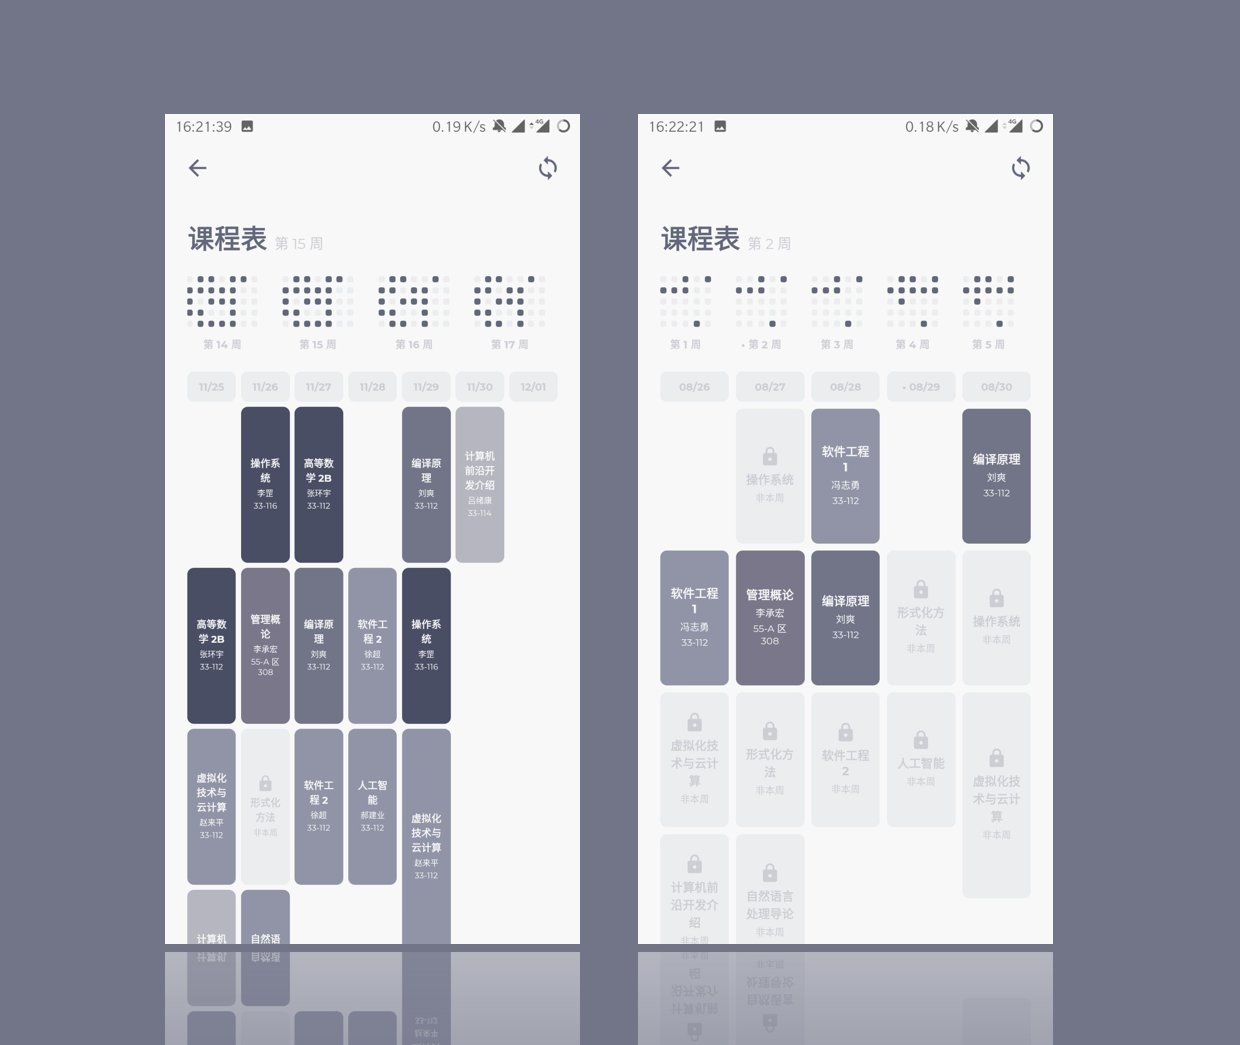 16:21:39
0.19 K/s
4G
课程表 第 15 周
第 14 周
第 15 周
第 16 周
第 17 周
11/25
11/26
11/27
11/28
11/29
11/30
12/01
操作系
统
李罡
33-116
高等数
学 2B
张环宇
33-112
编译原
理
刘爽
33-112
计算机
前沿开
发介绍
33-114
高等数
学 2B
张环宇
33-112
管理概
论
李承宏
55-A 区
308
编译原
理
刘爽
33-112
软件工
程 2
徐超
33-112
操作系
统
李罡
33-116
虚拟化
技术与
云计算
赵来平
33-112
形式化
方法
非本周
软件工
程 2
徐超
33-112
人工智
能
郝建业
33-112
虚拟化
技术与
云计算
赵来平
33-112
计算机
自然语
16:22:21
0.18 K/s
4G
课程表 第 2 周
第 1 周
• 第 2 周
第 3 周
第 4 周
第 5 周
08/26
08/27
08/28
• 08/29
08/30
操作系统
非本周
软件工程
1
冯志勇
33-112
编译原理
刘爽
33-112
软件工程
1
冯志勇
33-112
管理概论
李承宏
55-A 区
308
编译原理
刘爽
33-112
形式化方
法
非本周
操作系统
非本周
虚拟化技
术与云计
算
非本周
形式化方
法
非本周
软件工程
2
非本周
人工智能
非本周
虚拟化技
术与云计
算
非本周
计算机前
沿开发介
绍
非本周
自然语言
处理导论
非本周